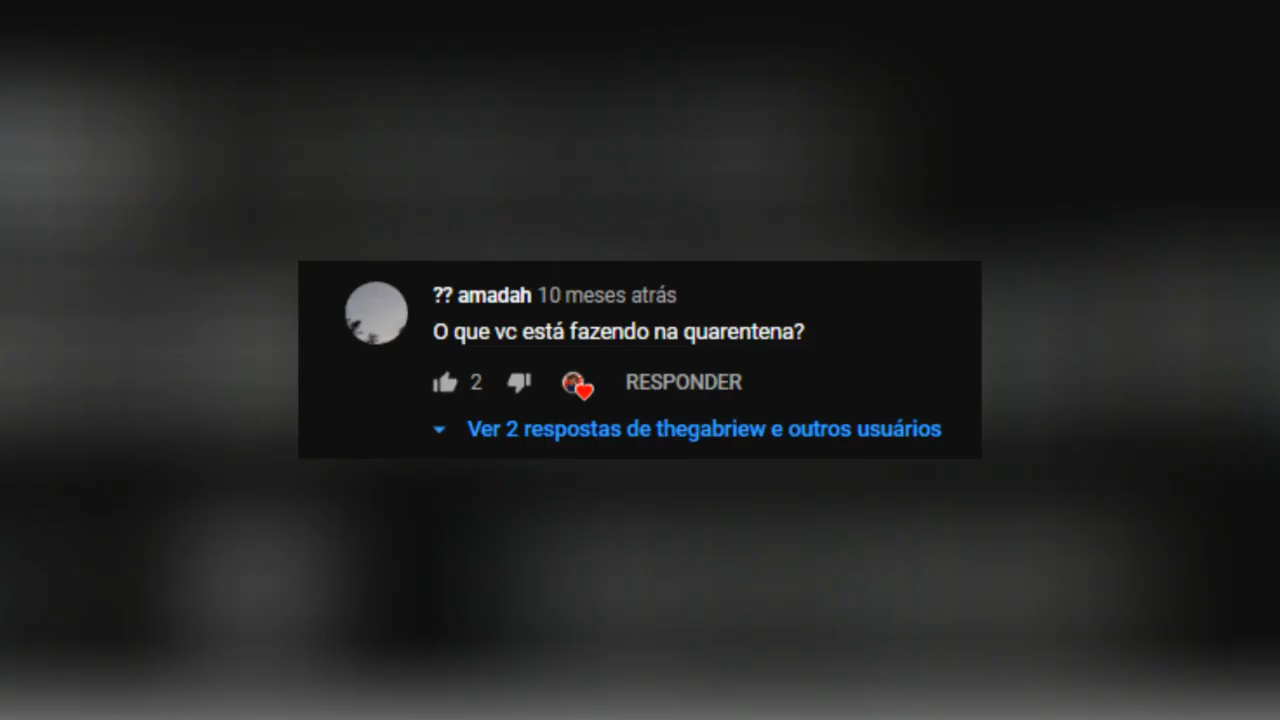 ?? amadah 10 meses atrás
O que vc está fazendo na quarentena?
2 RESPONDER
Ver 2 respostas de thegabriew e outros usuários